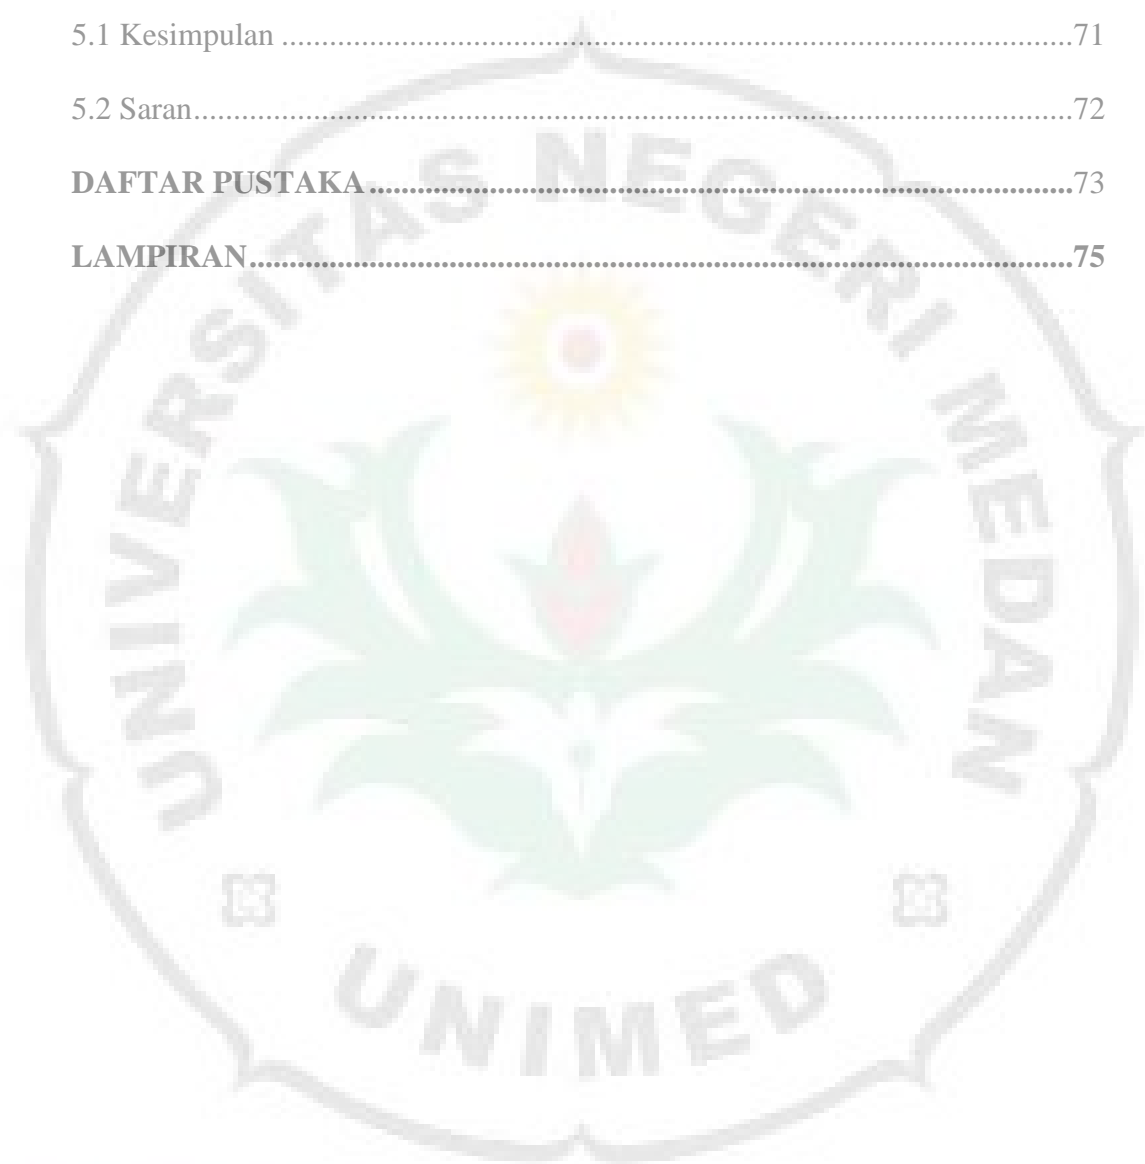 5.1 Kesimpulan ..................................................................................................71
5.2 Saran.............................................................................................................72
DAFTAR PUSTAKA .......................................................................................73
LAMPIRAN......................................................................................................75
UNIVERSITAS NEGERI MEDAN
UNIMED